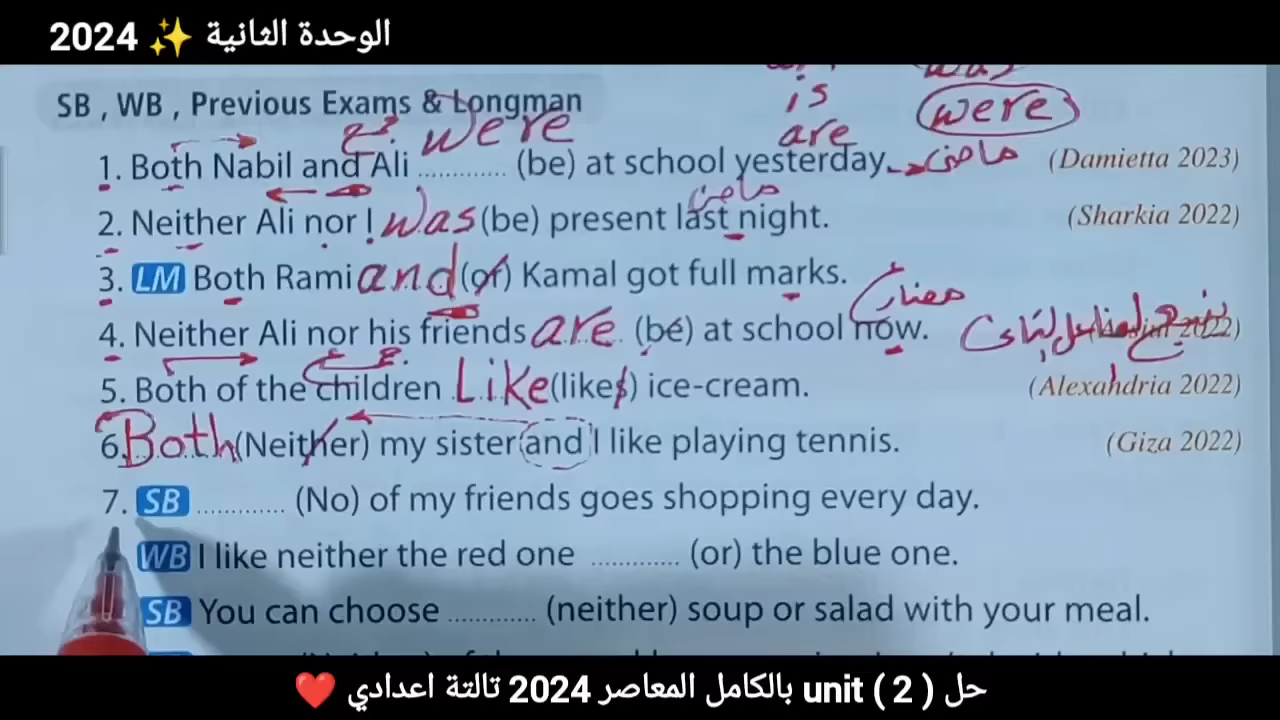 الوحدة الثانية ✨ 2024
SB , WB , Previous Exams & Longman
is
are
were
جمع were
1. Both Nabil and Ali ............ (be) at school yesterday. ماضى (Damietta 2023)
ماضى
2. Neither Ali nor I was (be) present last night. (Sharkia 2022)
3. LM Both Rami and (or) Kamal got full marks.
مضارع
4. Neither Ali nor his friends are (be) at school now. 2022)
جمع
5. Both of the children Like (likes) ice-cream. (Alexandria 2022)
6. Both (Neither) my sister and I like playing tennis. (Giza 2022)
7. SB ............ (No) of my friends goes shopping every day.
WB I like neither the red one ............ (or) the blue one.
SB You can choose ............ (neither) soup or salad with your meal.
حل unit ( 2 ) بالكامل المعاصر 2024 تالتة اعدادي ❤️